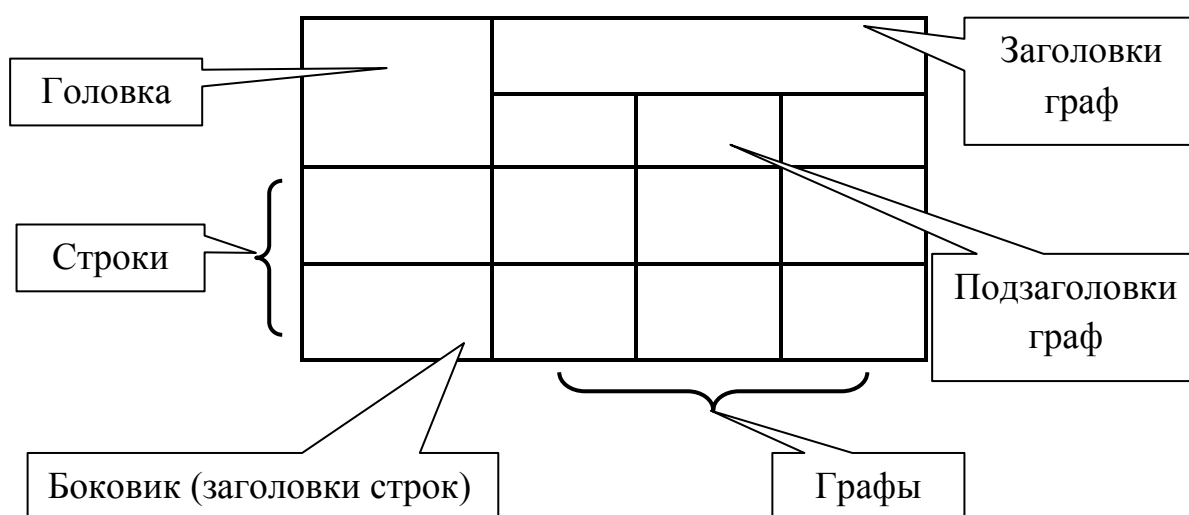 Головка
Заголовки
граф
Строки
Подзаголовки
граф
Боковик (заголовки строк)
Графы